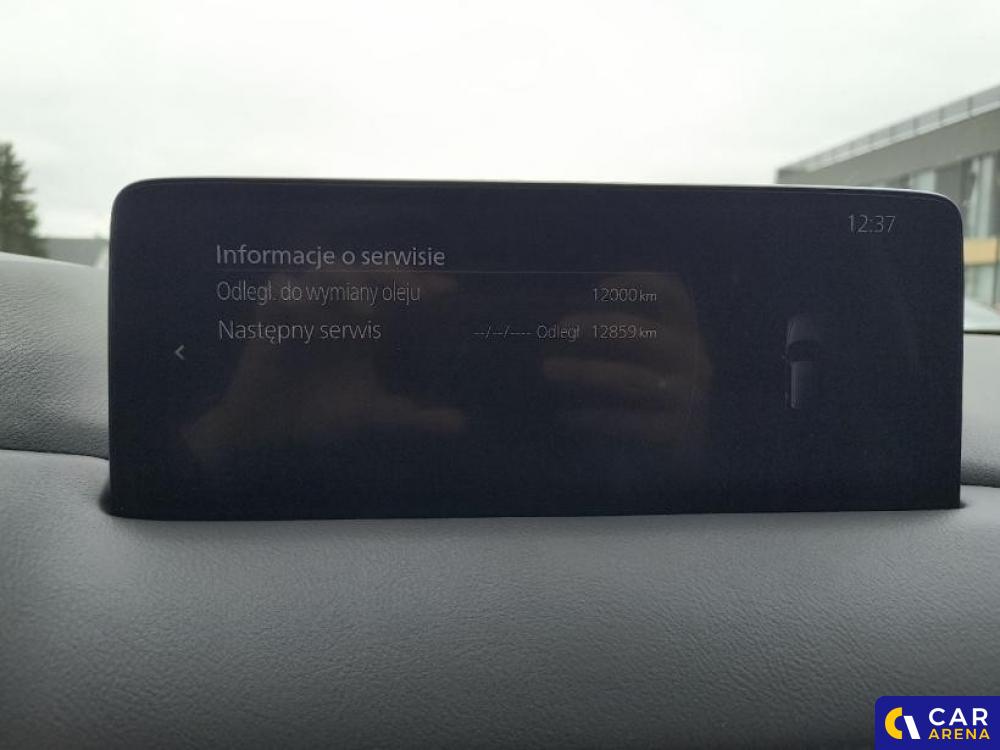 12:37
Informacje o serwisie
Odległ. do wymiany oleju 12000 km
Następny serwis --/--/---- Odległ 12859 km
CAR
ARENA